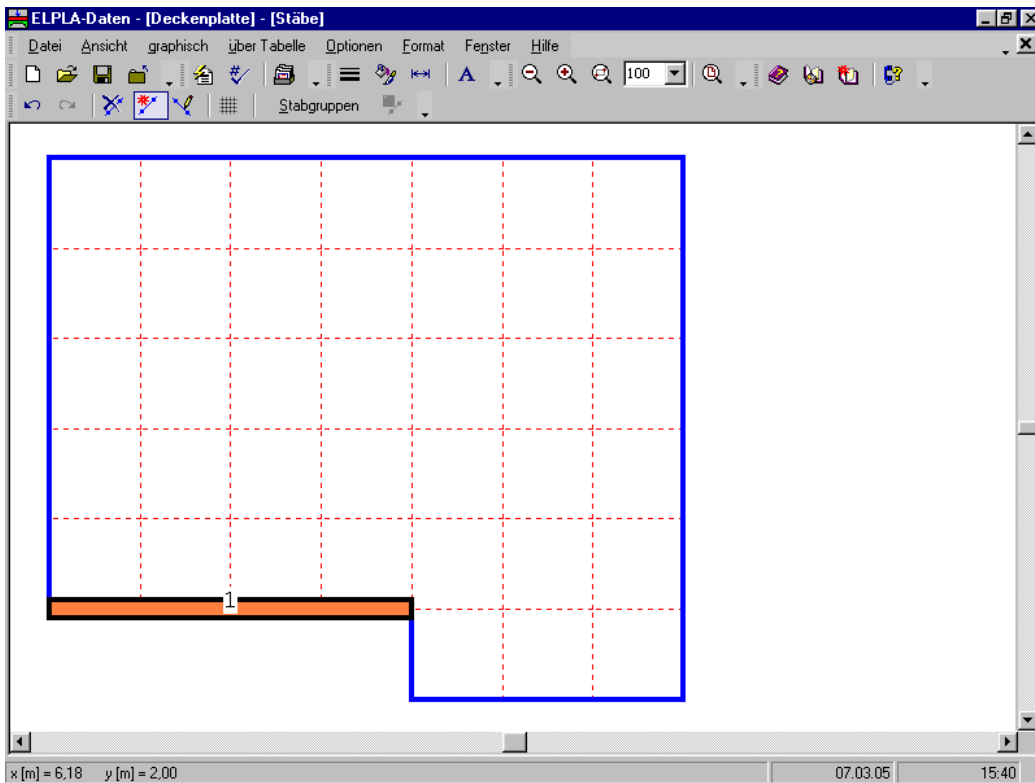 ELPLA-Daten - [Deckenplatte] - [Stäbe]
Datei Ansicht graphisch über Tabelle Optionen Format Fenster Hilfe
A 100
Stabgruppen
1
x [m] = 6,18 y [m] = 2,00 07.03.05 15:40